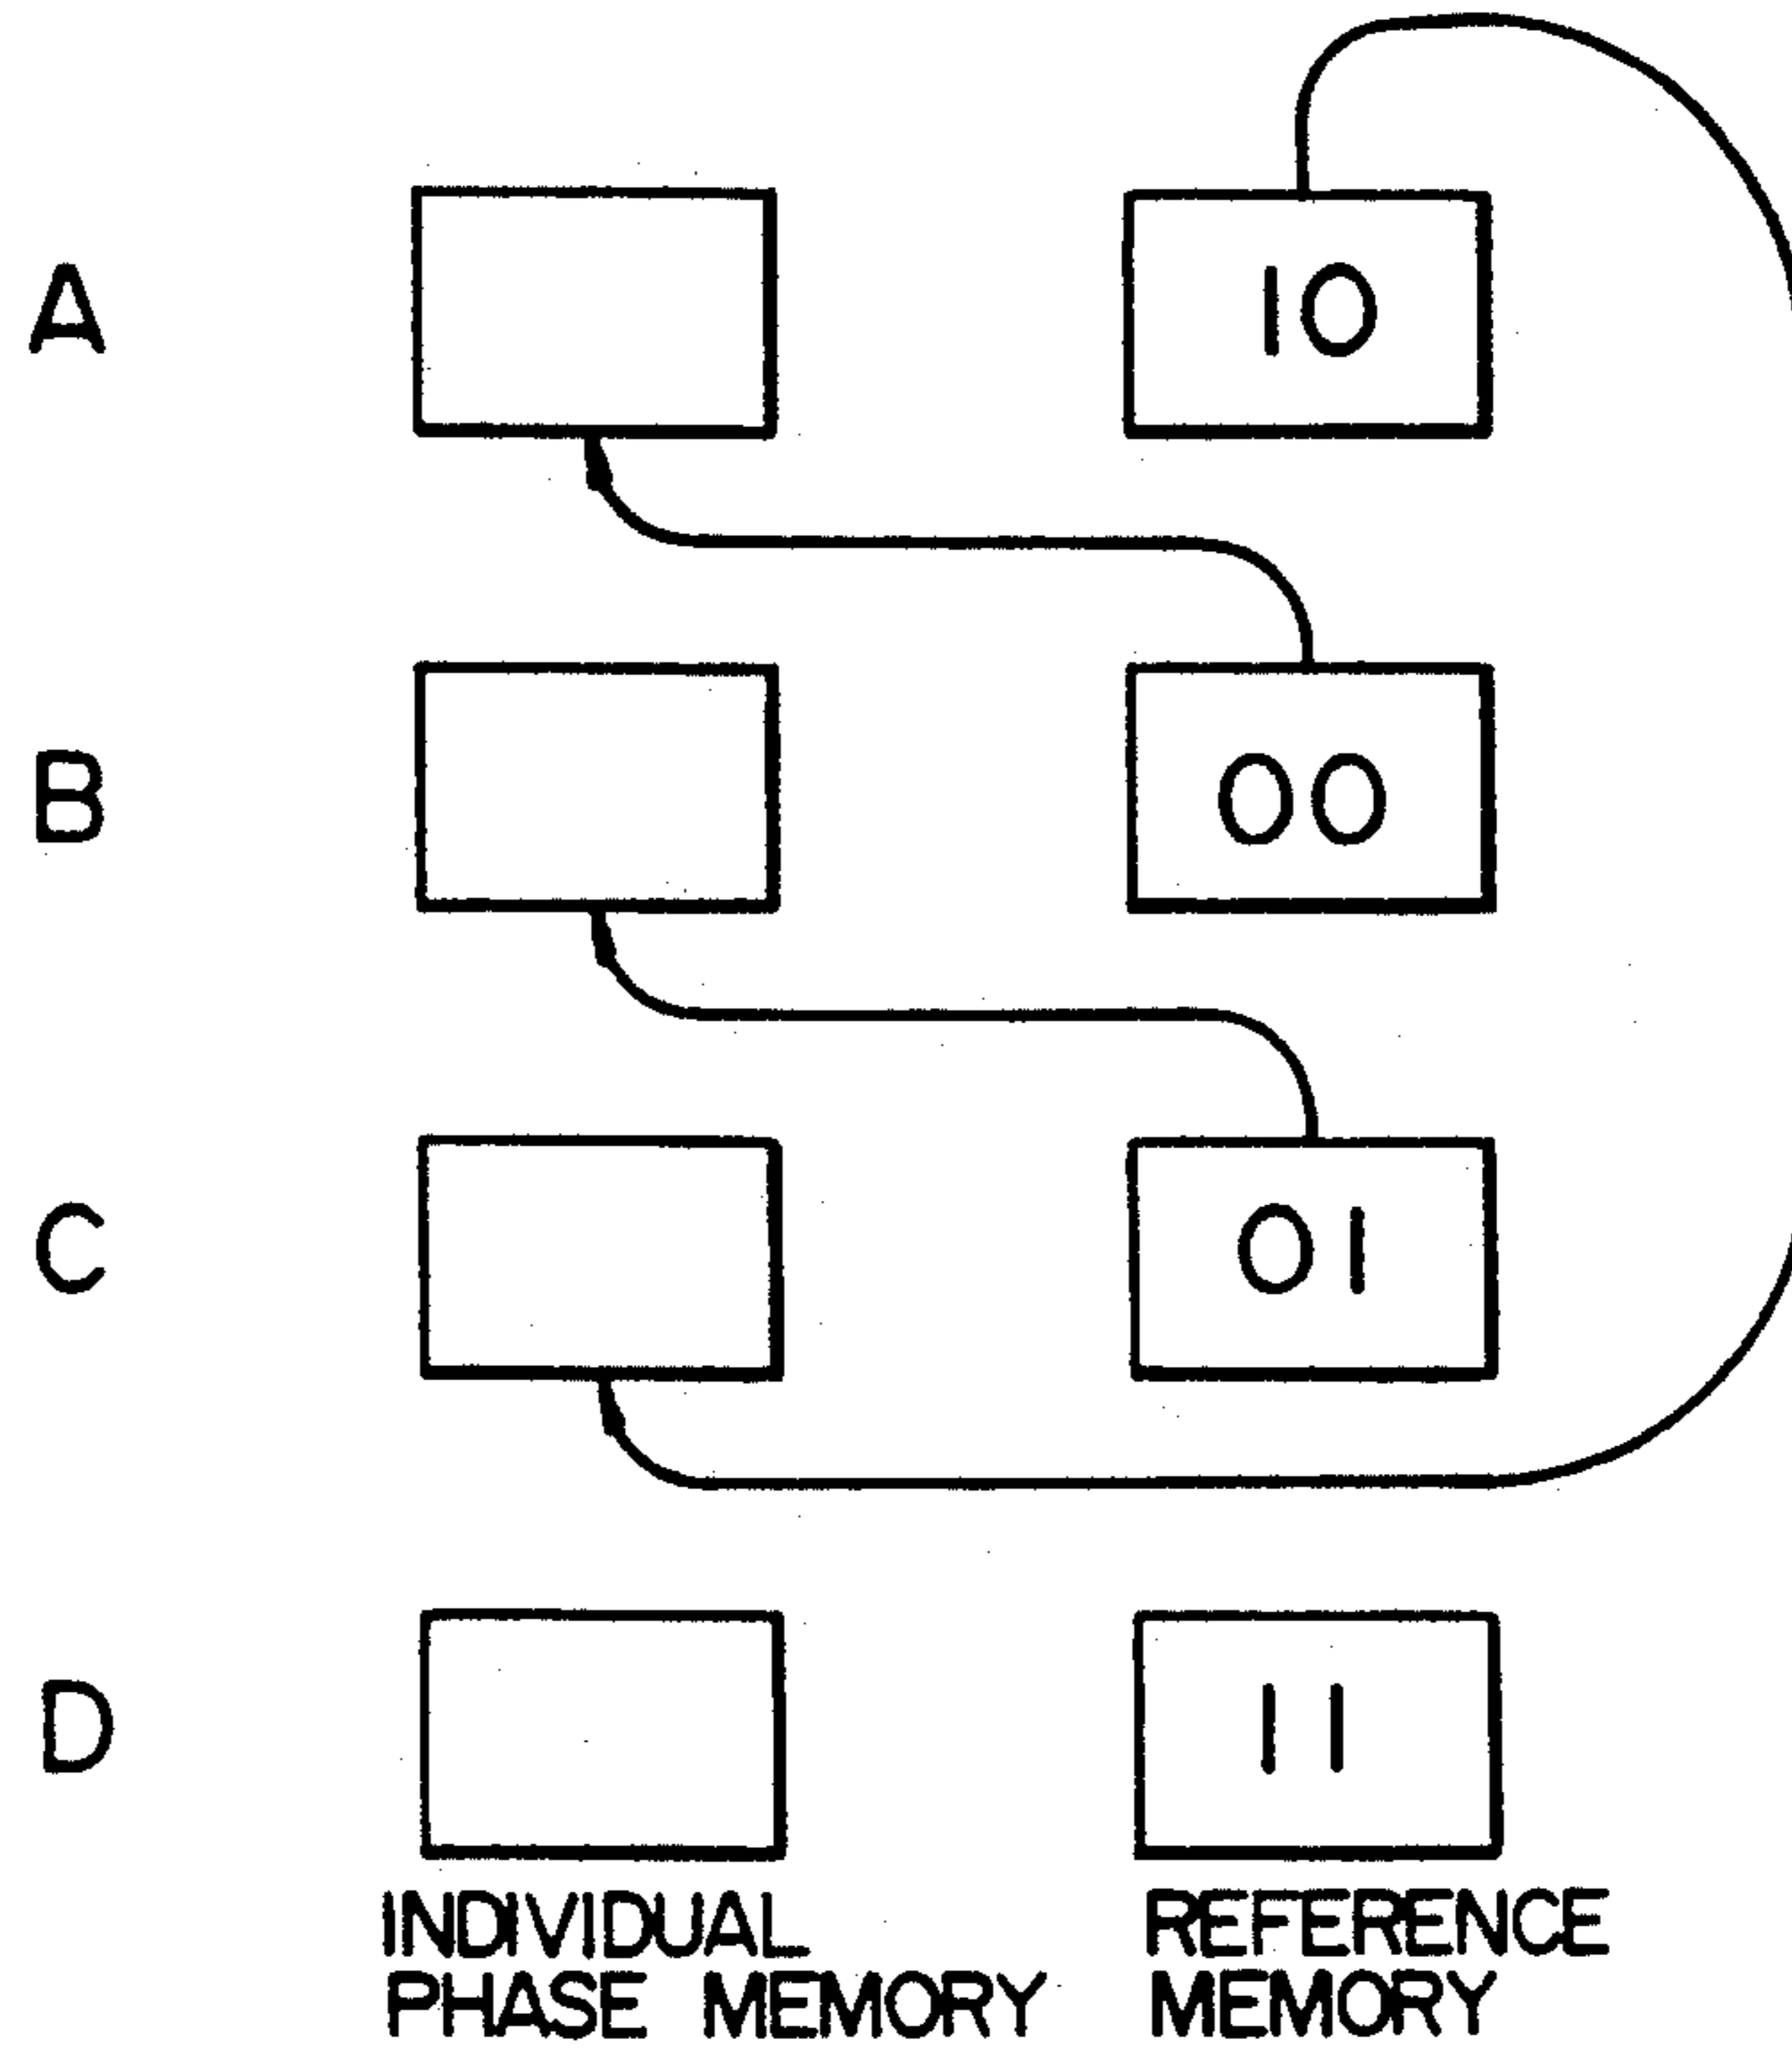 A 10
B 00
C 01
D 11
INDIVIDUAL REFERENCE
PHASE MEMORY MEMORY